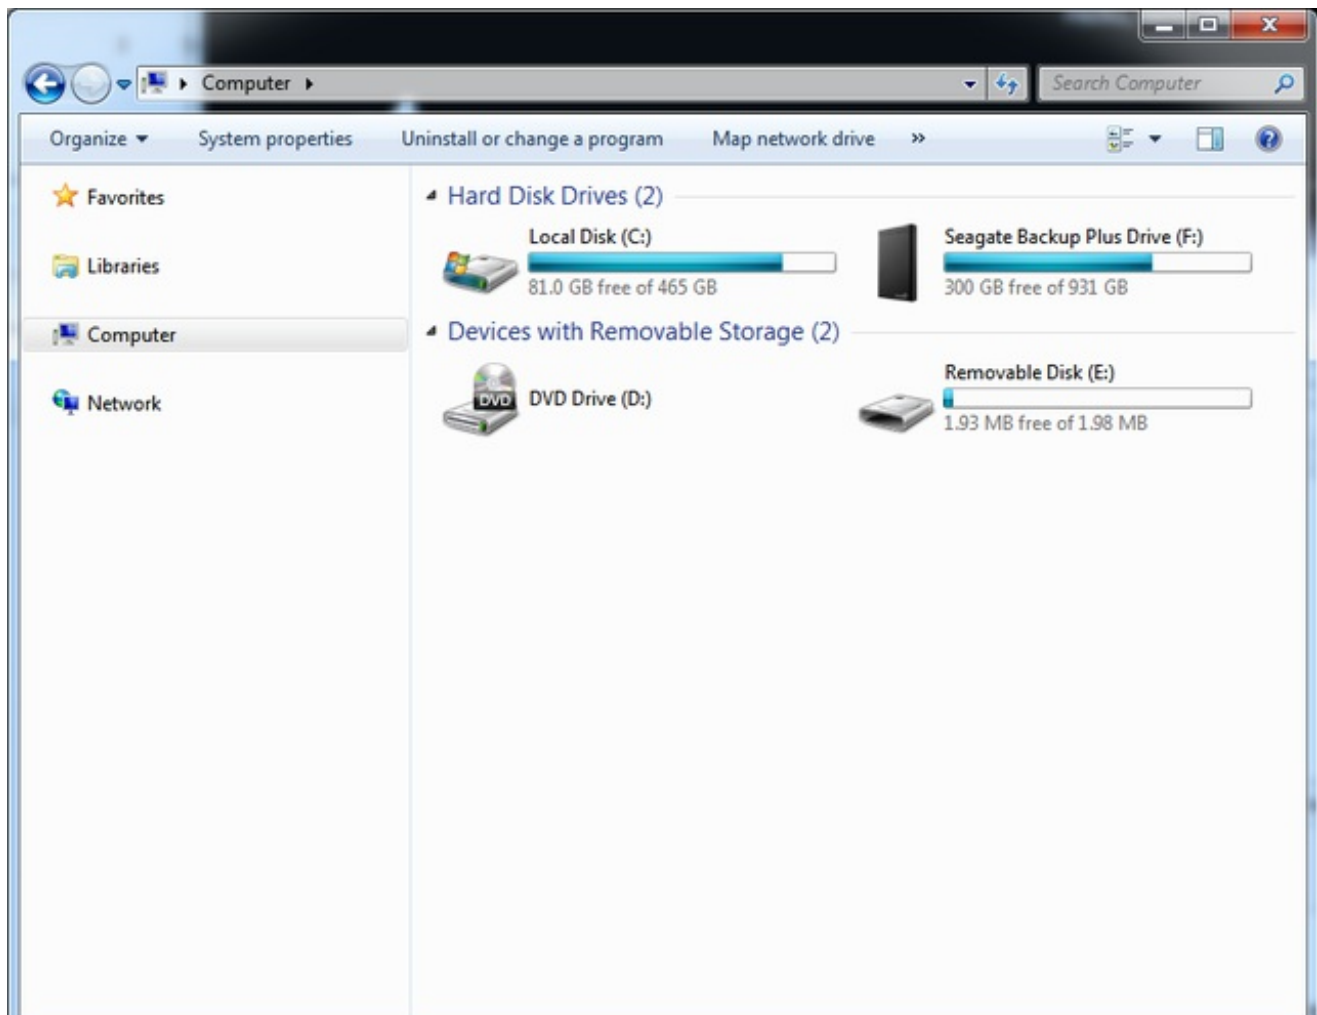 Computer
Search Computer
Organize
System properties
Uninstall or change a program
Map network drive
»
Favorites
Libraries
Computer
Network
Hard Disk Drives (2)
Local Disk (C:)
81.0 GB free of 465 GB
Seagate Backup Plus Drive (F:)
300 GB free of 931 GB
Devices with Removable Storage (2)
DVD
DVD Drive (D:)
Removable Disk (E:)
1.93 MB free of 1.98 MB